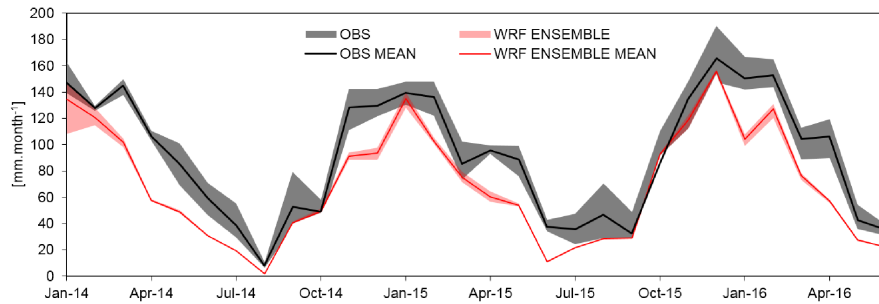 200
180
160
140
120
100
80
60
40
20
0
[mm.month⁻¹]
OBS
WRF ENSEMBLE
OBS MEAN
WRF ENSEMBLE MEAN
Jan-14 Apr-14 Jul-14 Oct-14 Jan-15 Apr-15 Jul-15 Oct-15 Jan-16 Apr-16